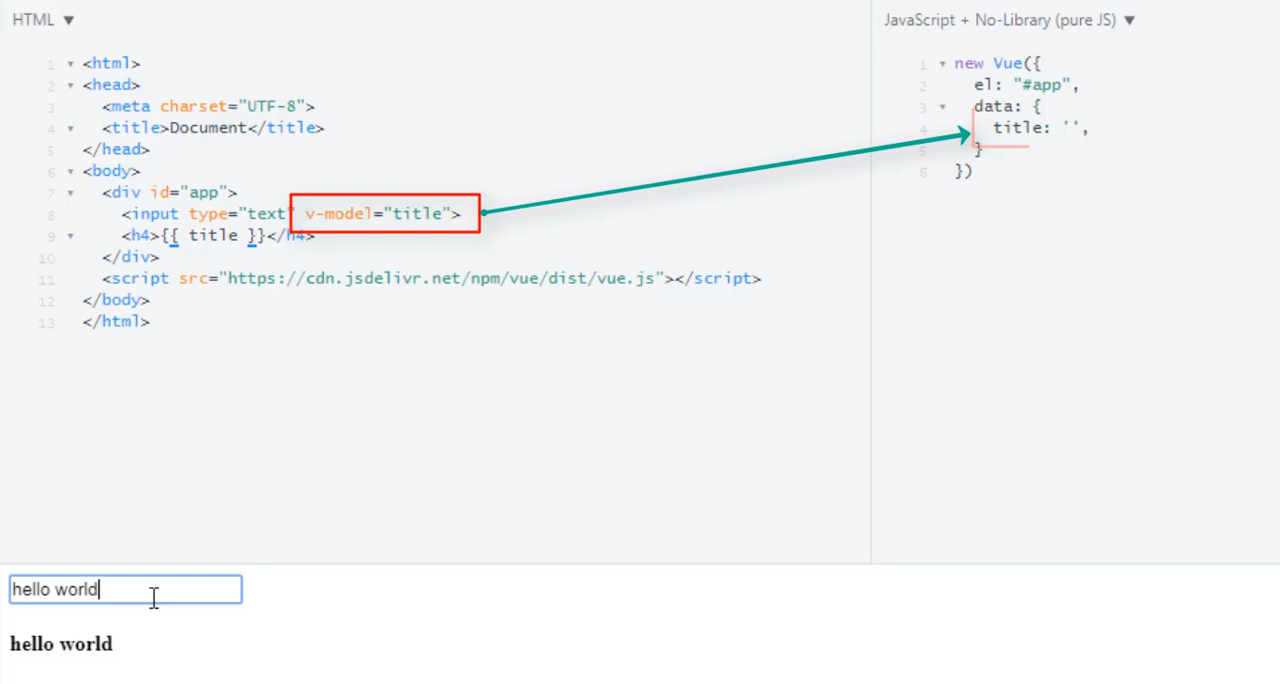 HTML ▼
1 ▾ <html>
2 ▾ <head>
3 <meta charset="UTF-8">
4 ▾ <title>Document</title>
5 </head>
6 ▾ <body>
7 ▾ <div id="app">
8 <input type="text" v-model="title">
9 ▾ <h4>{{ title }}</h4>
10 </div>
11 <script src="https://cdn.jsdelivr.net/npm/vue/dist/vue.js"></script>
12 </body>
13 </html>
JavaScript + No-Library (pure JS) ▼
1 ▾ new Vue({
2 el: "#app",
3 ▾ data: {
4 title: '',
5 }
6 })
hello world
hello world